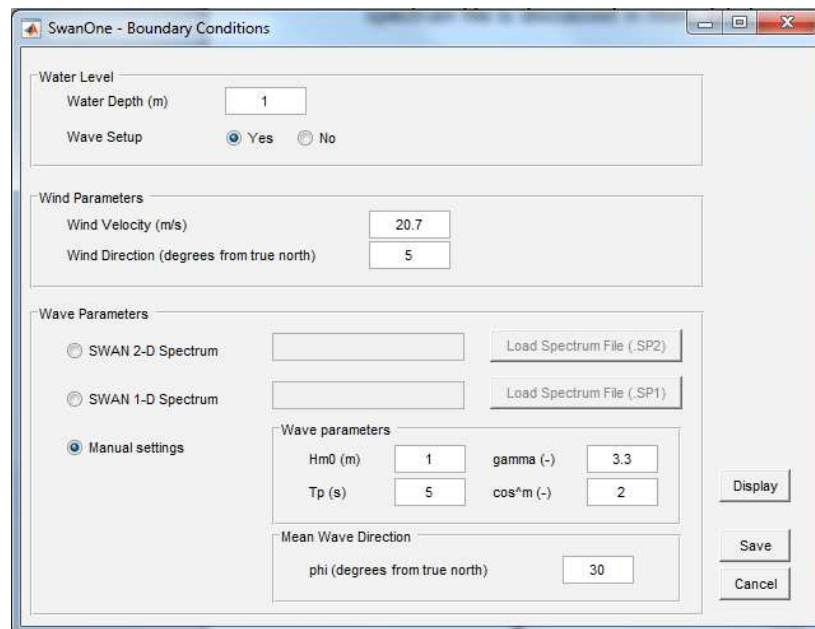 SwanOne - Boundary Conditions
Water Level
Water Depth (m) 1
Wave Setup Yes No
Wind Parameters
Wind Velocity (m/s) 20.7
Wind Direction (degrees from true north) 5
Wave Parameters
SWAN 2-D Spectrum Load Spectrum File (.SP2)
SWAN 1-D Spectrum Load Spectrum File (.SP1)
Manual settings
Wave parameters
Hm0 (m) 1 gamma (-) 3.3
Tp (s) 5 cos^m (-) 2
Mean Wave Direction
phi (degrees from true north) 30
Display
Save
Cancel